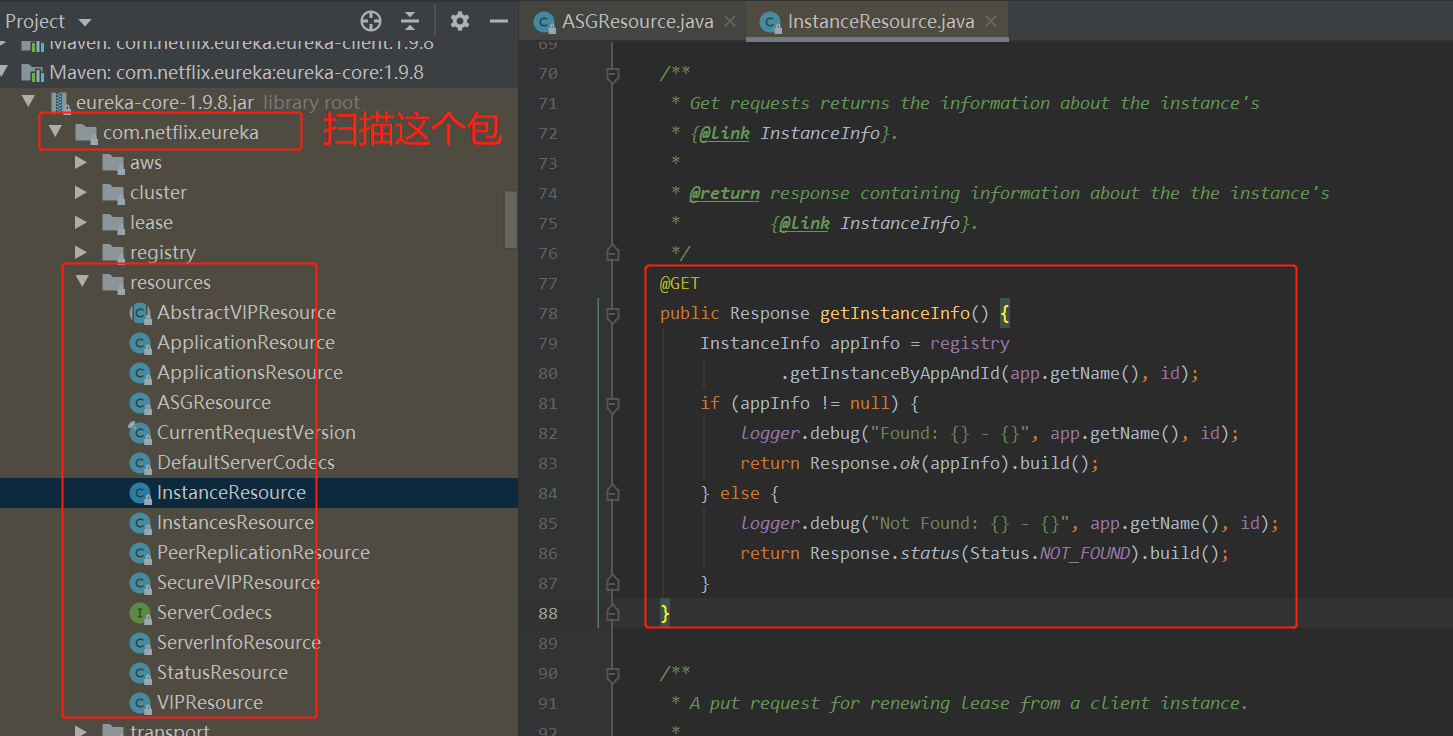 Project
Maven: com.netflix.eureka:eureka-client:1.9.8
Maven: com.netflix.eureka:eureka-core:1.9.8
eureka-core-1.9.8.jar library root
com.netflix.eureka
扫描这个包
aws
cluster
lease
registry
resources
AbstractVIPResource
ApplicationResource
ApplicationsResource
ASGResource
CurrentRequestVersion
DefaultServerCodecs
InstanceResource
InstancesResource
PeerReplicationResource
SecureVIPResource
ServerCodecs
ServerInfoResource
StatusResource
VIPResource
transport
ASGResource.java
InstanceResource.java
69
70 /**
71 * Get requests returns the information about the instance's
72 * {@link InstanceInfo}.
73 *
74 * @return response containing information about the the instance's
75 * {@link InstanceInfo}.
76 */
77 @GET
78 public Response getInstanceInfo() {
79 InstanceInfo appInfo = registry
80 .getInstanceByAppAndId(app.getName(), id);
81 if (appInfo != null) {
82 logger.debug("Found: {} - {}", app.getName(), id);
83 return Response.ok(appInfo).build();
84 } else {
85 logger.debug("Not Found: {} - {}", app.getName(), id);
86 return Response.status(Status.NOT_FOUND).build();
87 }
88 }
89
90 /**
91 * A put request for renewing lease from a client instance.
92 *